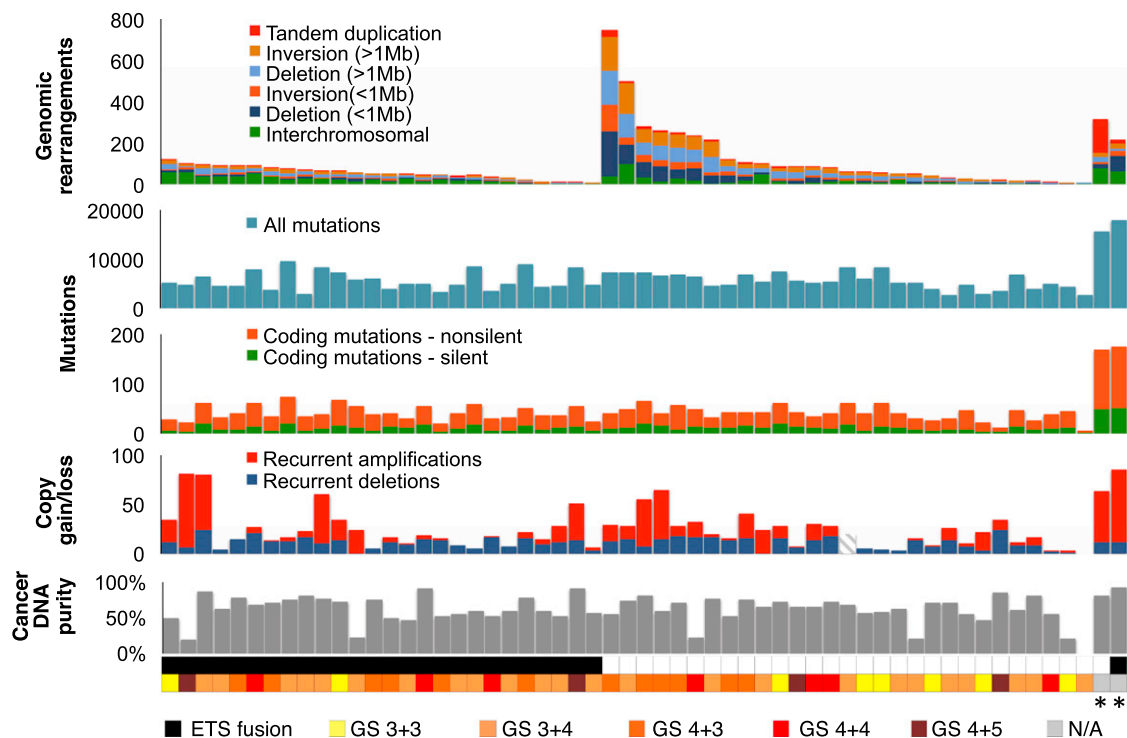 Genomic
rearrangements
800
600
400
200
0
Tandem duplication
Inversion (>1Mb)
Deletion (>1Mb)
Inversion(<1Mb)
Deletion (<1Mb)
Interchromosomal
Mutations
20000
10000
0
All mutations
200
100
0
Coding mutations - nonsilent
Coding mutations - silent
Copy
gain/loss
100
50
0
Recurrent amplifications
Recurrent deletions
Cancer
DNA
purity
100%
50%
0%
* *
ETS fusion GS 3+3 GS 3+4 GS 4+3 GS 4+4 GS 4+5 N/A